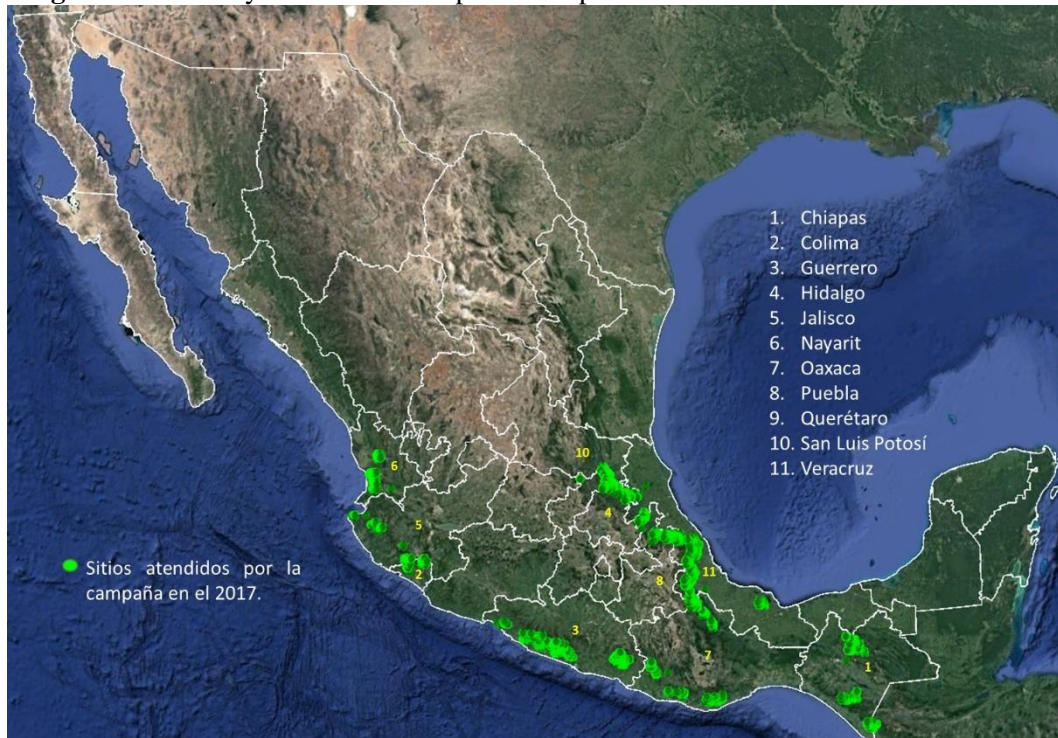 1. Chiapas
2. Colima
3. Guerrero
4. Hidalgo
5. Jalisco
6. Nayarit
7. Oaxaca
8. Puebla
9. Querétaro
10. San Luis Potosí
11. Veracruz
10
6
4
5
11
2
8
3
7
1
Sitios atendidos por la
campaña en el 2017.